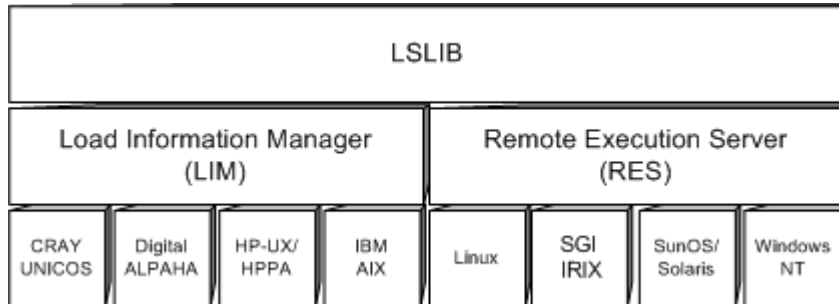 LSLIB
Load Information Manager
(LIM)
Remote Execution Server
(RES)
CRAY
UNICOS
Digital
ALPAHA
HP-UX/
HPPA
IBM
AIX
Linux
SGI
IRIX
SunOS/
Solaris
Windows
NT